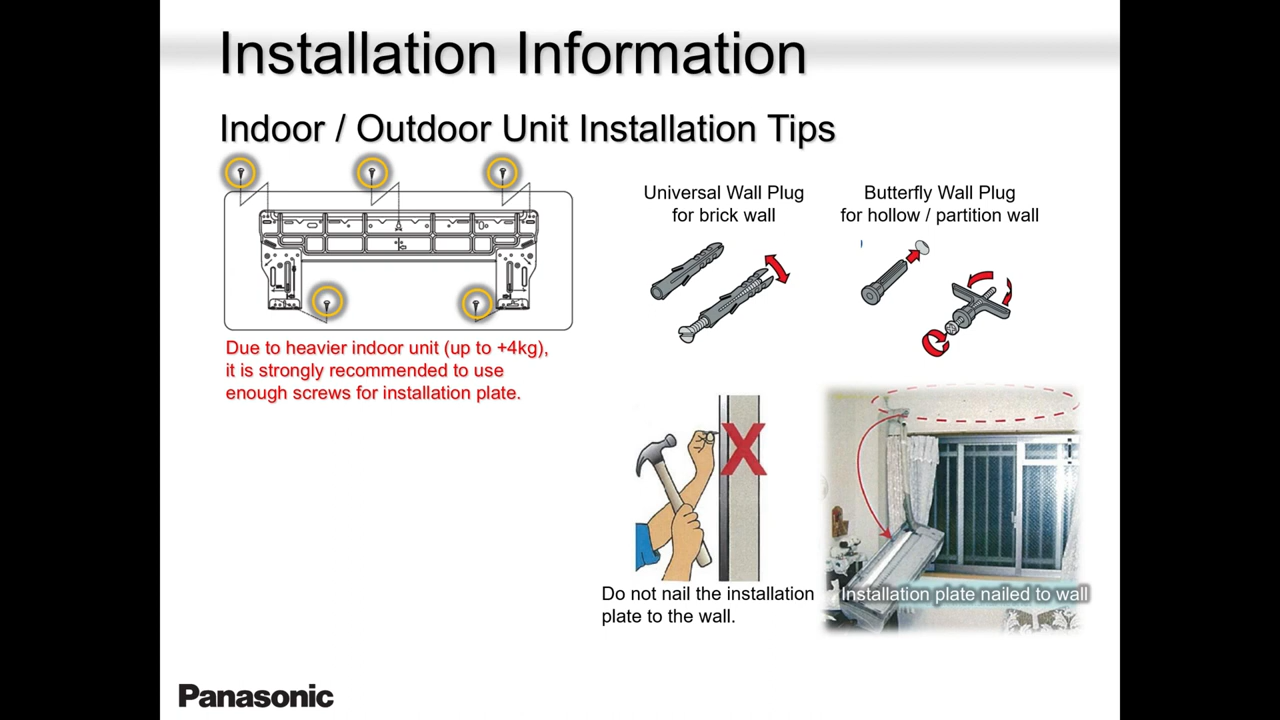 Installation Information
Indoor / Outdoor Unit Installation Tips
Universal Wall Plug
for brick wall
Butterfly Wall Plug
for hollow / partition wall
Due to heavier indoor unit (up to +4kg),
it is strongly recommended to use
enough screws for installation plate.
X
Do not nail the installation
plate to the wall.
Installation plate nailed to wall
Panasonic